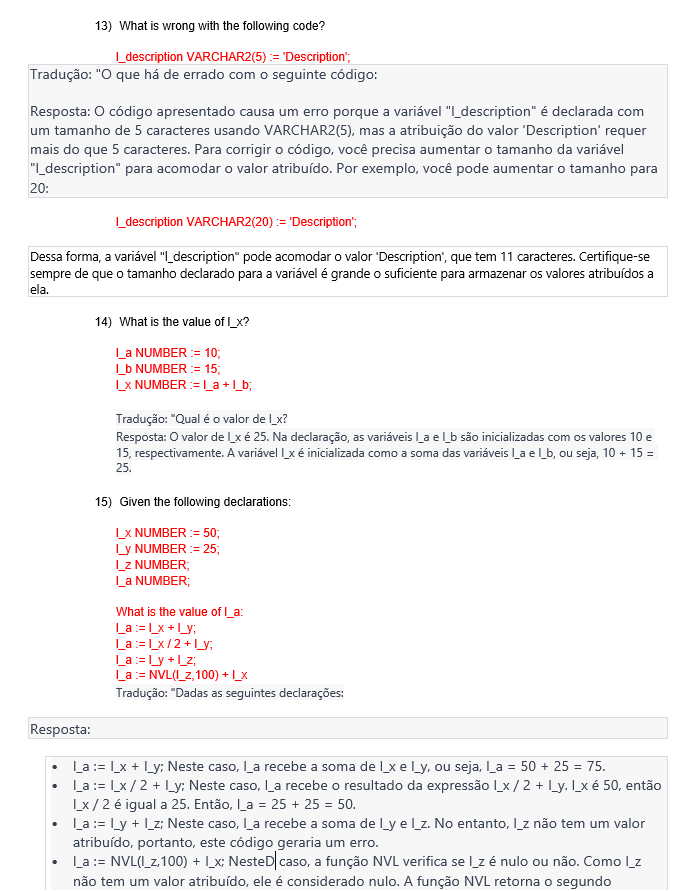 13) What is wrong with the following code?
l_description VARCHAR2(5) := 'Description';
Tradução: "O que há de errado com o seguinte código:
Resposta: O código apresentado causa um erro porque a variável "l_description" é declarada com
um tamanho de 5 caracteres usando VARCHAR2(5), mas a atribuição do valor 'Description' requer
mais do que 5 caracteres. Para corrigir o código, você precisa aumentar o tamanho da variável
"l_description" para acomodar o valor atribuído. Por exemplo, você pode aumentar o tamanho para
20:
l_description VARCHAR2(20) := 'Description';
Dessa forma, a variável "l_description" pode acomodar o valor 'Description', que tem 11 caracteres. Certifique-se
sempre de que o tamanho declarado para a variável é grande o suficiente para armazenar os valores atribuídos a
ela.
14) What is the value of l_x?
l_a NUMBER := 10;
l_b NUMBER := 15;
l_x NUMBER := l_a + l_b;
Tradução: "Qual é o valor de l_x?
Resposta: O valor de l_x é 25. Na declaração, as variáveis l_a e l_b são inicializadas com os valores 10 e
15, respectivamente. A variável l_x é inicializada como a soma das variáveis l_a e l_b, ou seja, 10 + 15 =
25.
15) Given the following declarations:
l_x NUMBER := 50;
l_y NUMBER := 25;
l_z NUMBER;
l_a NUMBER;
What is the value of l_a:
l_a := l_x + l_y;
l_a := l_x / 2 + l_y;
l_a := l_y + l_z;
l_a := NVL(l_z,100) + l_x
Tradução: "Dadas as seguintes declarações:
Resposta:
• l_a := l_x + l_y; Neste caso, l_a recebe a soma de l_x e l_y, ou seja, l_a = 50 + 25 = 75.
• l_a := l_x / 2 + l_y; Neste caso, l_a recebe o resultado da expressão l_x / 2 + l_y. l_x é 50, então
l_x / 2 é igual a 25. Então, l_a = 25 + 25 = 50.
• l_a := l_y + l_z; Neste caso, l_a recebe a soma de l_y e l_z. No entanto, l_z não tem um valor
atribuído, portanto, este código geraria um erro.
• l_a := NVL(l_z,100) + l_x; NesteD caso, a função NVL verifica se l_z é nulo ou não. Como l_z
não tem um valor atribuído, ele é considerado nulo. A função NVL retorna o segundo